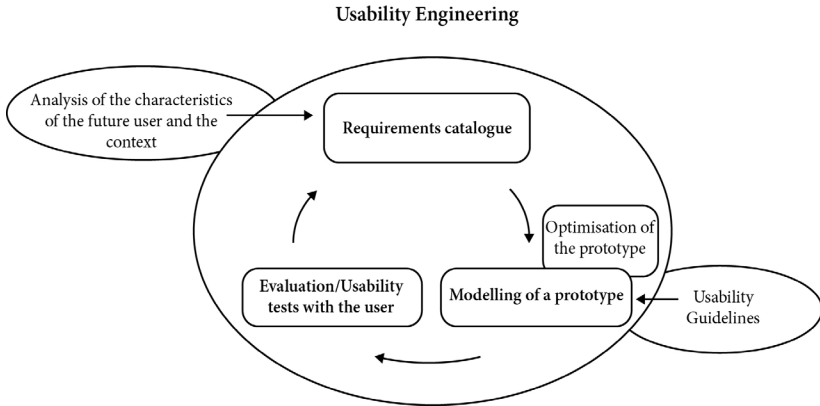 Usability Engineering
Analysis of the characteristics
of the future user and the
context
Requirements catalogue
Optimisation of
the prototype
Evaluation/Usability
tests with the user
Modelling of a prototype
Usability
Guidelines